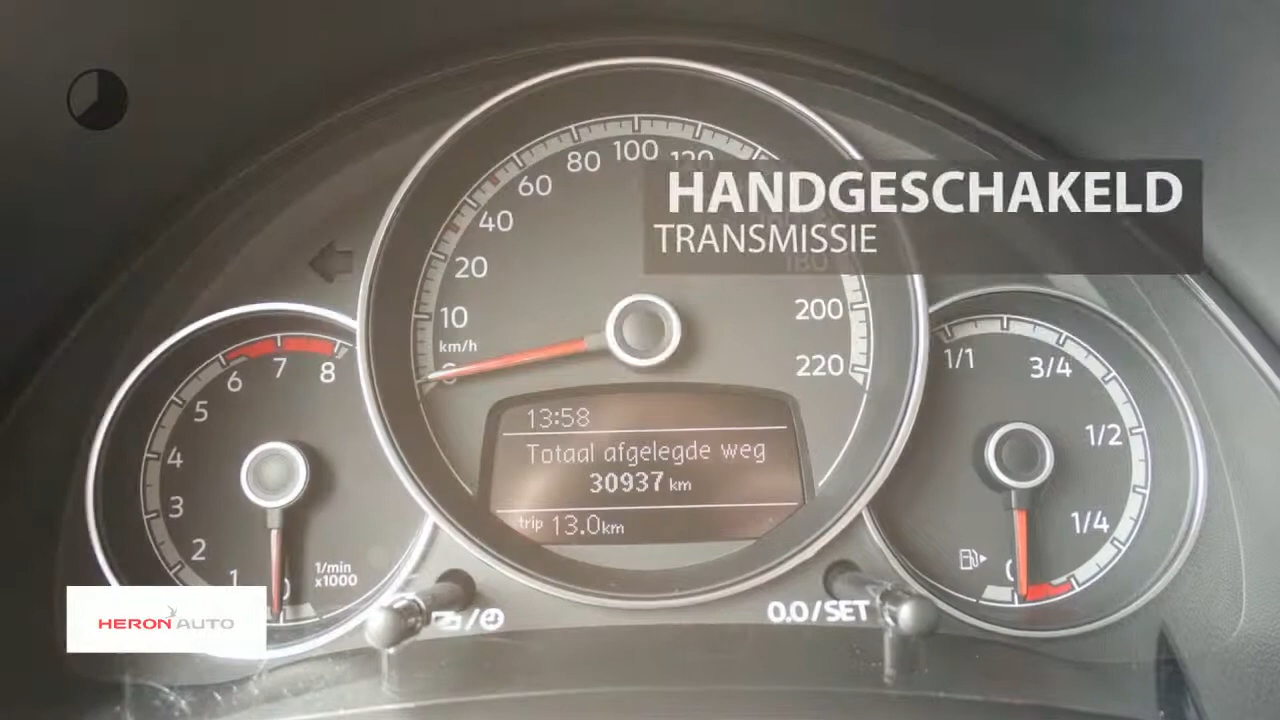 HANDGESCHAKELD
TRANSMISSIE
80 100 120
60
40
20
10
km/h
180
200
220
13:58
Totaal afgelegde weg
30937 km
trip 13.0km
1 2 3 4 5 6 7 8
1/min
x1000
1/1
3/4
1/2
1/4
0.0/SET
HERON AUTO